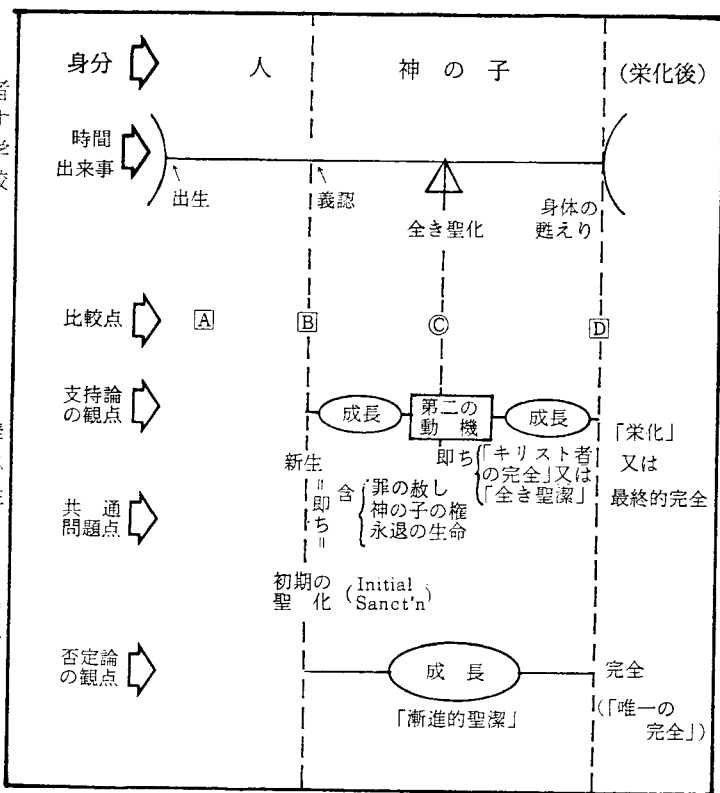 身分
人
神の子
(栄化後)
時間
出来事
出生
義認
全き聖化
身体の
甦えり
比較点
A
B
C
D
支持論
の観点
成長
第二の
動機
成長
「栄化」
又は
最終的完全
新生
=即ち=
含
罪の赦し
神の子の権
永退の生命
即ち
「キリスト者
の完全」又は
「全き聖潔」
共通
問題点
初期の
聖化
(Initial
Sanct'n)
否定論
の観点
成長
「漸進的聖潔」
完全
(「唯一の
完全」)